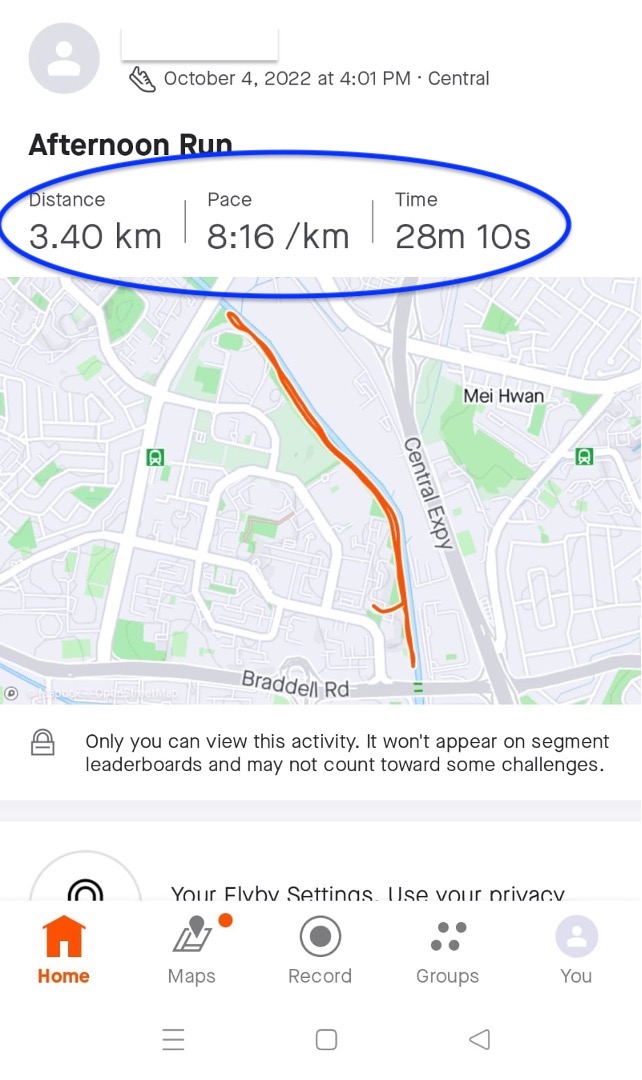 October 4, 2022 at 4:01 PM · Central
Afternoon Run
Distance
Pace
Time
3.40 km
8:16 /km
28m 10s
Mei Hwan
Central Expy
Braddell Rd
Only you can view this activity. It won't appear on segment
leaderboards and may not count toward some challenges.
Your Flyby Settings. Use your privacy
Home
Maps
Record
Groups
You